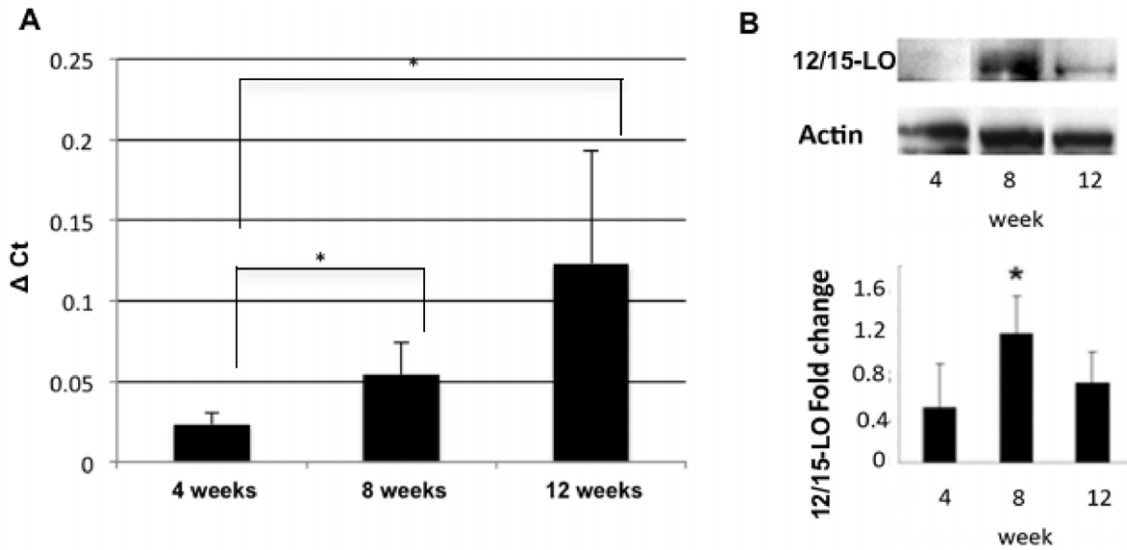 A
0.25
0.2
0.15
0.1
0.05
0
Δ Ct
*
*
4 weeks 8 weeks 12 weeks
B
12/15-LO
Actin
4 8 12
week
12/15-LO Fold change
1.6
1.2
0.8
0.4
0
*
4 8 12
week